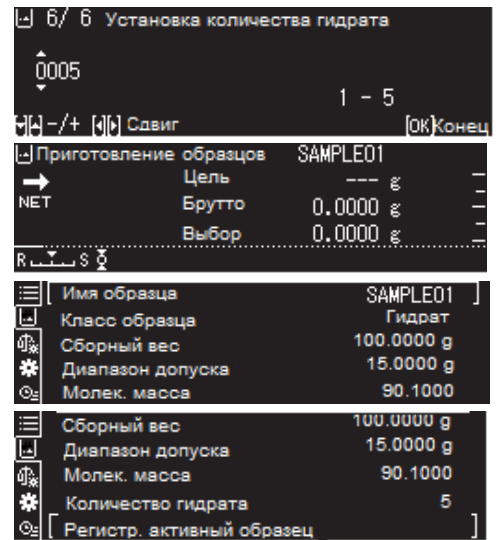 6/ 6 Установка количества гидрата
0005
1 - 5
-/+ Сдвиг [OK]Конец
Приготовление образцов SAMPLE01
Цель --- g
NET Брутто 0.0000 g
Выбор 0.0000 g
R S
[ Имя образца SAMPLE01 ]
Класс образца Гидрат
Сборный вес 100.0000 g
Диапазон допуска 15.0000 g
Молек. масса 90.1000
Сборный вес 100.0000 g
Диапазон допуска 15.0000 g
Молек. масса 90.1000
Количество гидрата 5
[ Регистр. активный образец ]